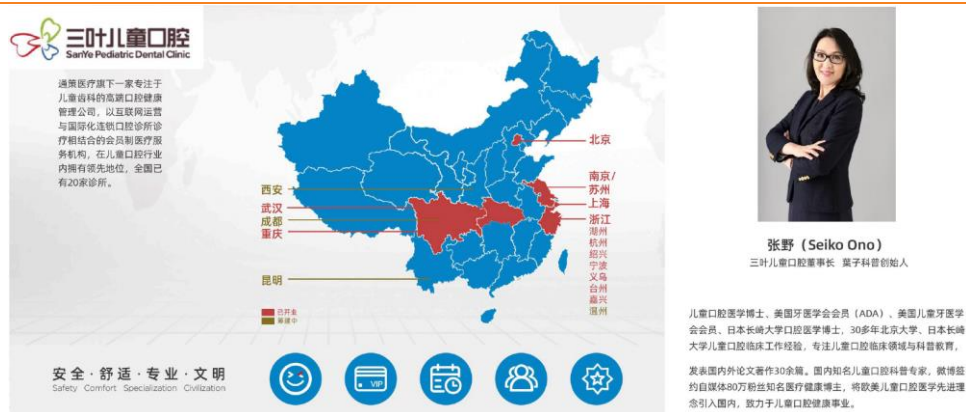 三叶儿童口腔
SanYe Pediatric Dental Clinic
通策医疗旗下一家专注于
儿童齿科的高端口腔健康
管理公司，以互联网运营
与国际化连锁口腔诊所诊
疗相结合的会员制医疗服
务机构，在儿童口腔行业
内拥有领先地位，全国已
有20家诊所。
北京
南京/
苏州
上海
浙江
湖州
杭州
绍兴
宁波
义乌
台州
嘉兴
温州
西安
武汉
成都
重庆
昆明
已开业
筹建中
安全·舒适·专业·文明
Safety Comfort Specialization Civilization
VIP
张野（Seiko Ono）
三叶儿童口腔董事长 葉子科普创始人
儿童口腔医学博士、美国牙医学会会员（ADA）、美国儿童牙医学
会会员、日本长崎大学口腔医学博士，30多年北京大学、日本长崎
大学儿童口腔临床工作经验，专注儿童口腔临床领域与科普教育，
发表国内外论文著作30余篇。国内知名儿童口腔科普专家，微博签
约自媒体80万粉丝知名医疗健康博主，将欧美儿童口腔医学先进理
念引入国内，致力于儿童口腔健康事业。